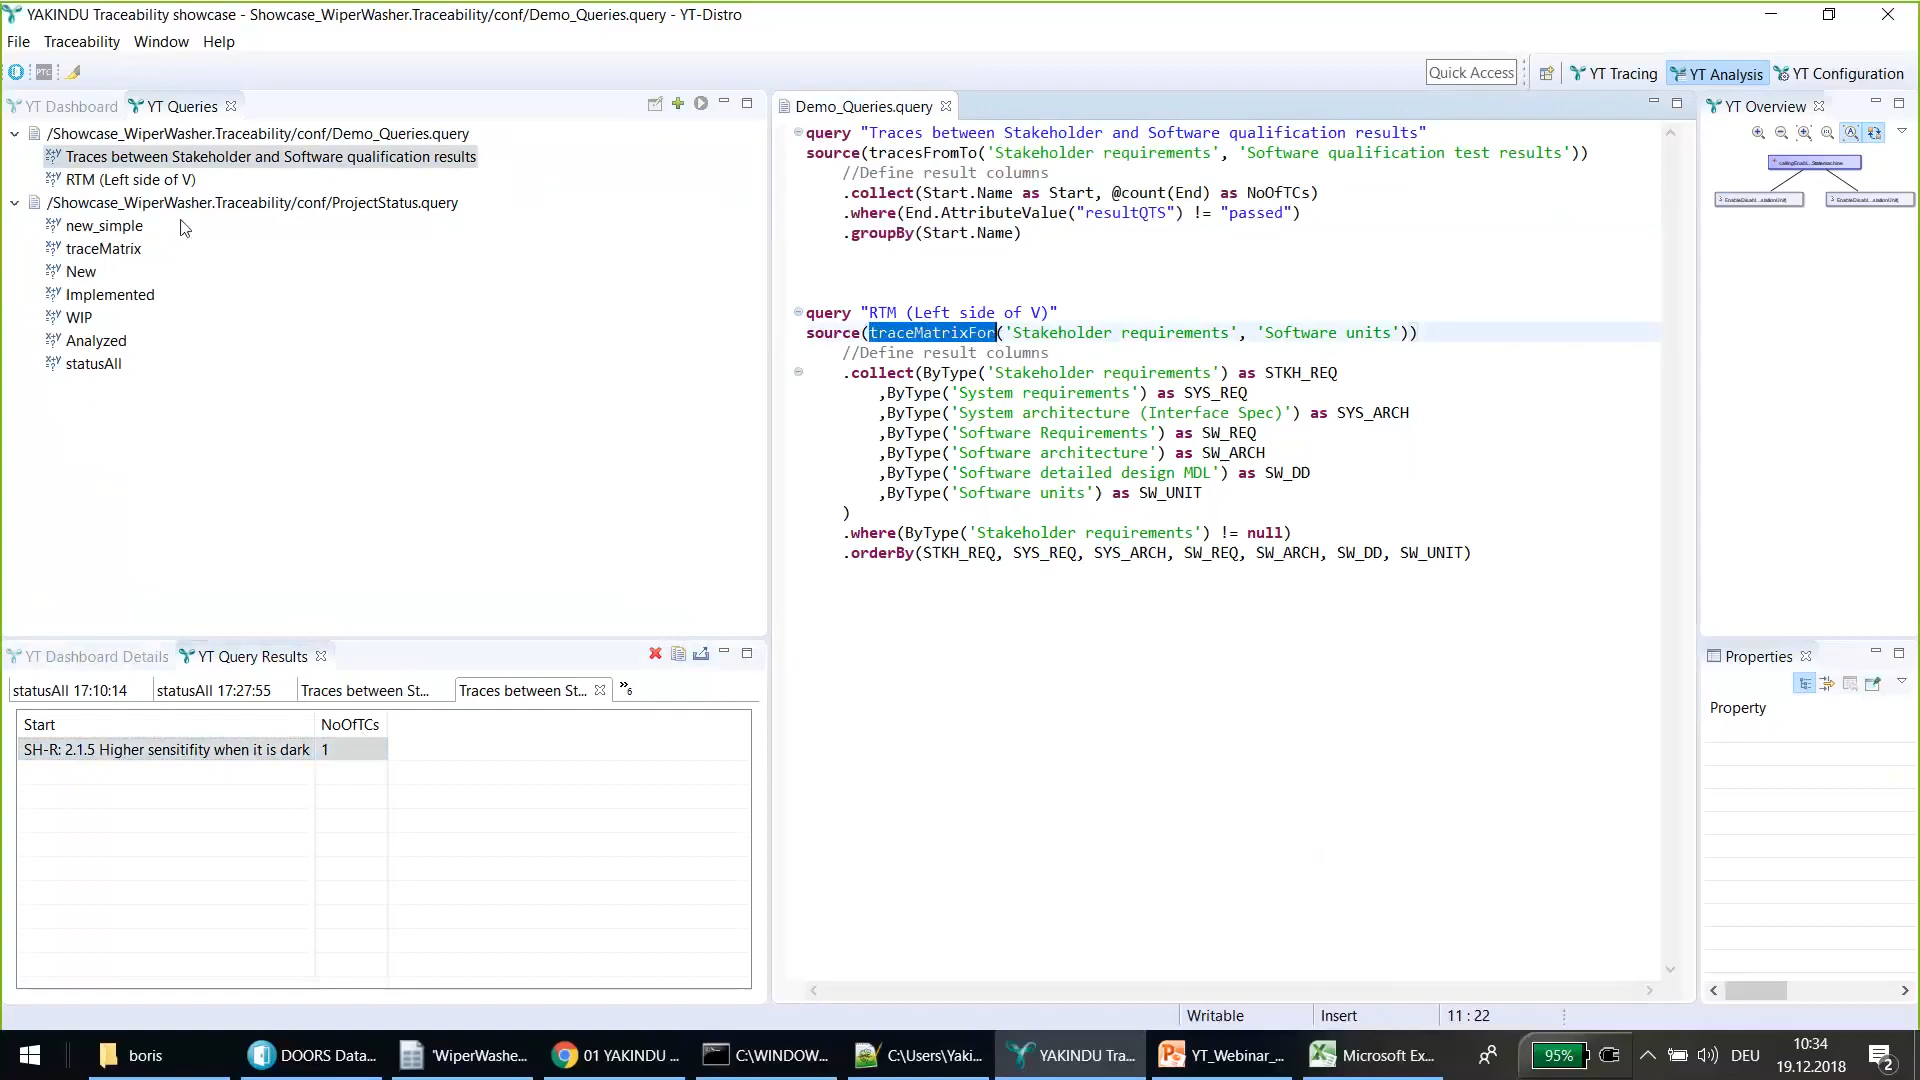 YAKINDU Traceability showcase - Showcase_WiperWasher.Traceability/conf/Demo_Queries.query - YT-Distro
File Traceability Window Help
PTC
Quick Access YT Tracing YT Analysis YT Configuration
YT Dashboard YT Queries
/Showcase_WiperWasher.Traceability/conf/Demo_Queries.query
Traces between Stakeholder and Software qualification results
RTM (Left side of V)
/Showcase_WiperWasher.Traceability/conf/ProjectStatus.query
new_simple
traceMatrix
New
Implemented
WIP
Analyzed
statusAll
Demo_Queries.query
query "Traces between Stakeholder and Software qualification results"
source(tracesFromTo('Stakeholder requirements', 'Software qualification test results'))
//Define result columns
.collect(Start.Name as Start, @count(End) as NoOfTCs)
.where(End.AttributeValue("resultQTS") != "passed")
.groupBy(Start.Name)
query "RTM (Left side of V)"
source(traceMatrixFor('Stakeholder requirements', 'Software units'))
//Define result columns
.collect(ByType('Stakeholder requirements') as STKH_REQ
,ByType('System requirements') as SYS_REQ
,ByType('System architecture (Interface Spec)') as SYS_ARCH
,ByType('Software Requirements') as SW_REQ
,ByType('Software architecture') as SW_ARCH
,ByType('Software detailed design MDL') as SW_DD
,ByType('Software units') as SW_UNIT
)
.where(ByType('Stakeholder requirements') != null)
.orderBy(STKH_REQ, SYS_REQ, SYS_ARCH, SW_REQ, SW_ARCH, SW_DD, SW_UNIT)
YT Overview
YT Dashboard Details YT Query Results
statusAll 17:10:14 statusAll 17:27:55 Traces between St... Traces between St... 6
Start NoOfTCs
SH-R: 2.1.5 Higher sensitifity when it is dark 1
Properties
Property
Writable Insert 11 : 22
boris DOORS Data... 'WiperWashe... 01 YAKINDU ... C:\WINDOW... C:\Users\Yaki... YAKINDU Tra... YT_Webinar_... Microsoft Ex... 95% DEU
10:34
19.12.2018
2